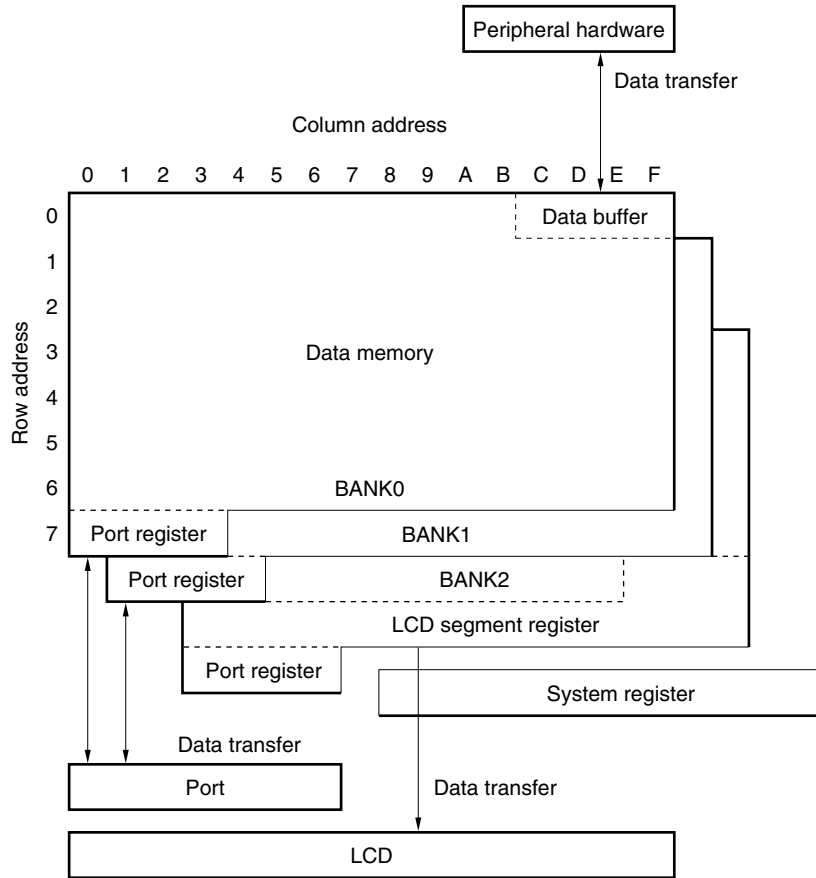 Peripheral hardware
Data transfer
Column address
0 1 2 3 4 5 6 7 8 9 A B C D E F
Row address
0
Data buffer
1
2
3
Data memory
4
5
6
BANK0
7
Port register
BANK1
Port register
BANK2
LCD segment register
Port register
System register
Data transfer
Port
Data transfer
LCD